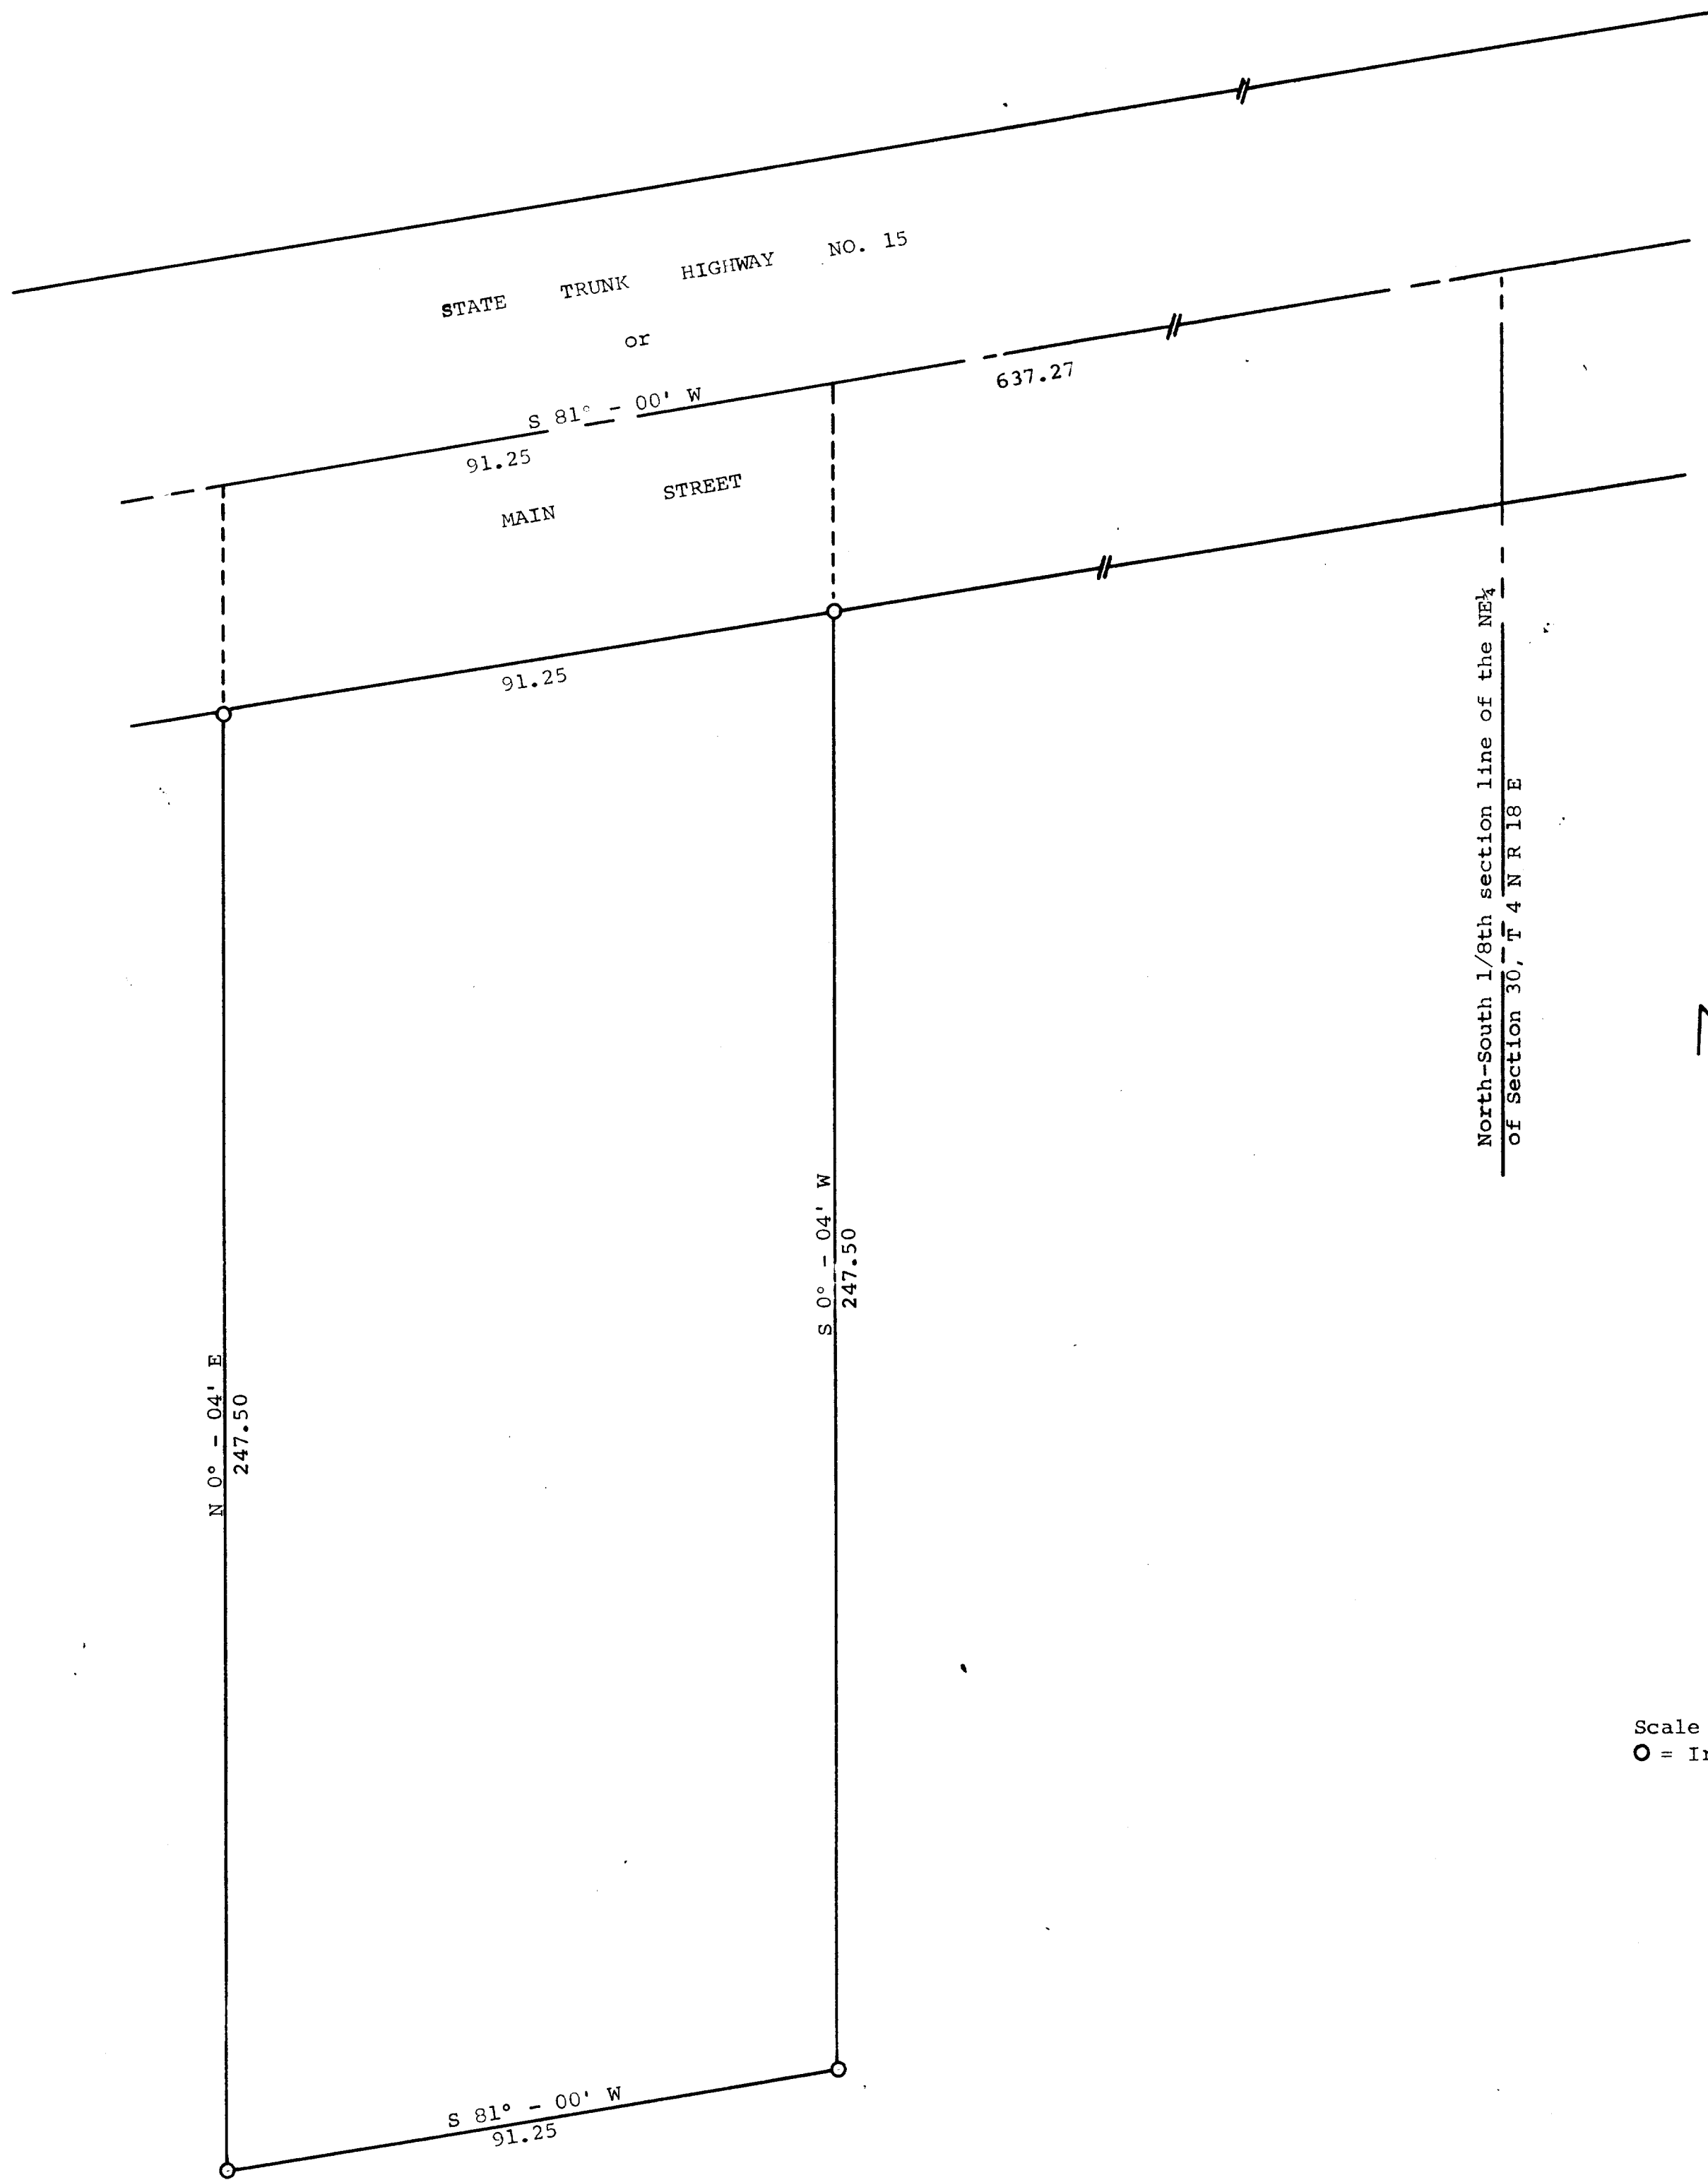 STATE TRUNK HIGHWAY NO. 15
or
S 81° - 00' W
91.25
637.27
MAIN STREET
91.25
North-South 1/8th section line of the NE¼
of Section 30, T 4 N R 18 E
S 0° - 04' W
247.50
N 0° - 04' E
247.50
Scale
O = 
S 81° - 00' W
91.25